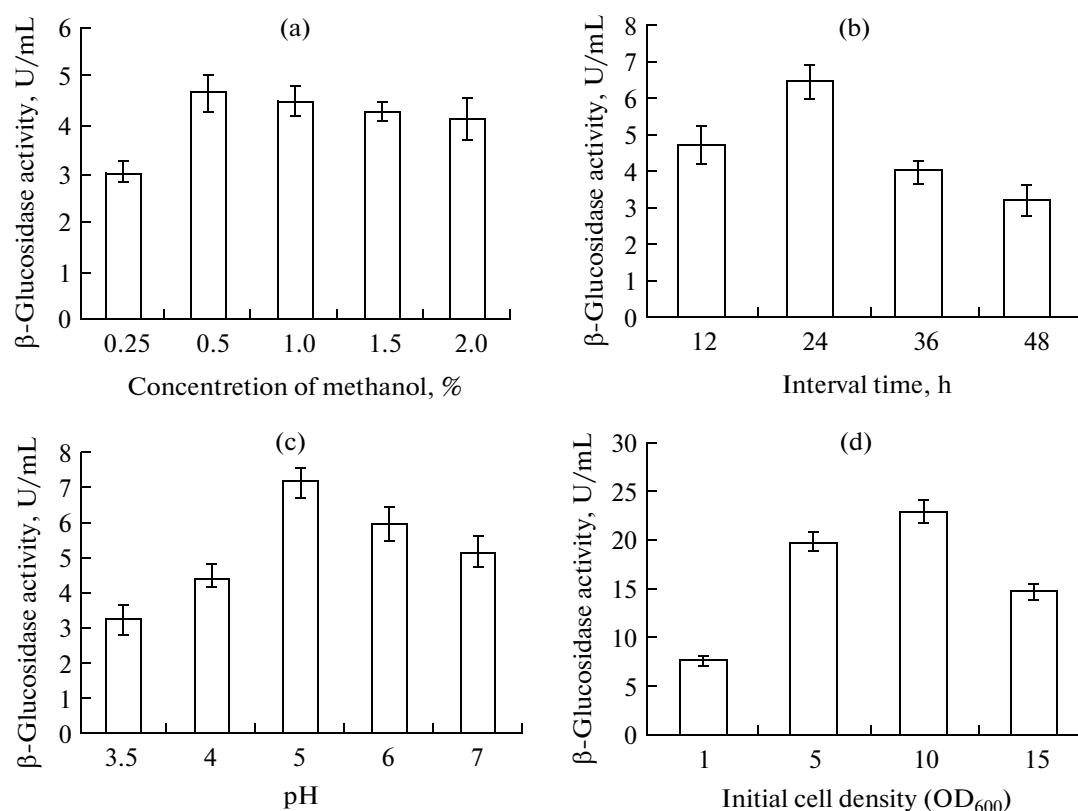 (a)
β-Glucosidase activity, U/mL
6
5
4
3
2
1
0
0.25 0.5 1.0 1.5 2.0
Concentretion of methanol, %
(b)
β-Glucosidase activity, U/mL
8
7
6
5
4
3
2
1
0
12 24 36 48
Interval time, h
(c)
β-Glucosidase activity, U/mL
8
7
6
5
4
3
2
1
0
3.5 4 5 6 7
pH
(d)
β-Glucosidase activity, U/mL
30
25
20
15
10
5
0
1 5 10 15
Initial cell density (OD₆₀₀)